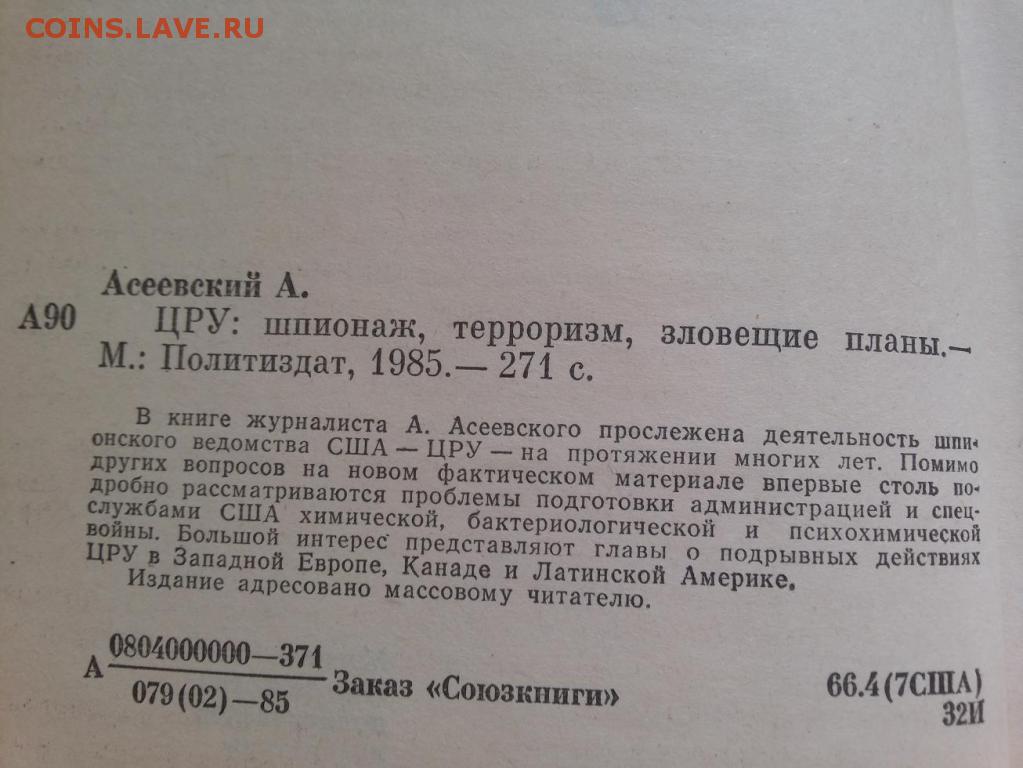 COINS.LAVE.RU
Асеевский А.
А90 ЦРУ: шпионаж, терроризм, зловещие планы.—
М.: Политиздат, 1985.— 271 с.
В книге журналиста А. Асеевского прослежена деятельность шпи-
онского ведомства США — ЦРУ — на протяжении многих лет. Помимо
других вопросов на новом фактическом материале впервые столь по-
дробно рассматриваются проблемы подготовки администрацией и спец-
службами США химической, бактериологической и психохимической
войны. Большой интерес представляют главы о подрывных действиях
ЦРУ в Западной Европе, Канаде и Латинской Америке.
Издание адресовано массовому читателю.
0804000000—371
А Заказ «Союзкниги» 66.4(7США)
079(02)—85 32И